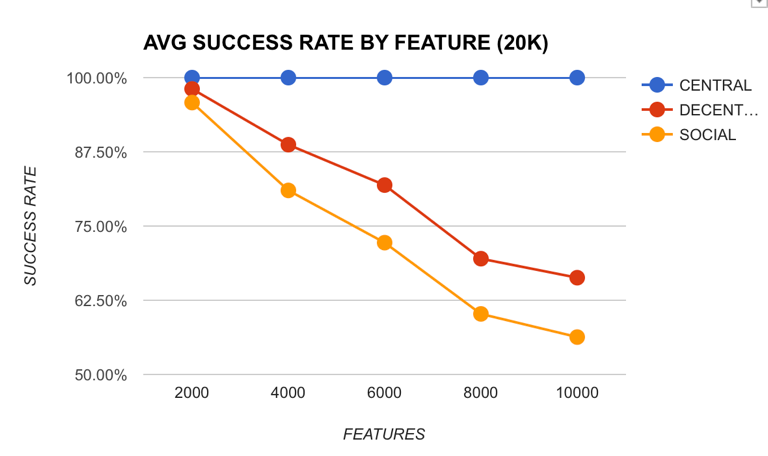 AVG SUCCESS RATE BY FEATURE (20K)
100.00%
87.50%
75.00%
62.50%
50.00%
SUCCESS RATE
2000 4000 6000 8000 10000
FEATURES
CENTRAL
DECENT...
SOCIAL